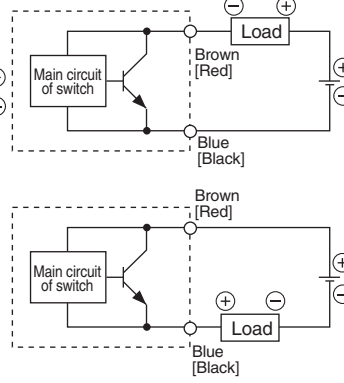 ⊖ ⊕
Load
Brown
[Red]
Main circuit
of switch
⊕
⊖
Blue
[Black]
Brown
[Red]
Main circuit
of switch
⊕
⊖
⊕ ⊖
Load
Blue
[Black]